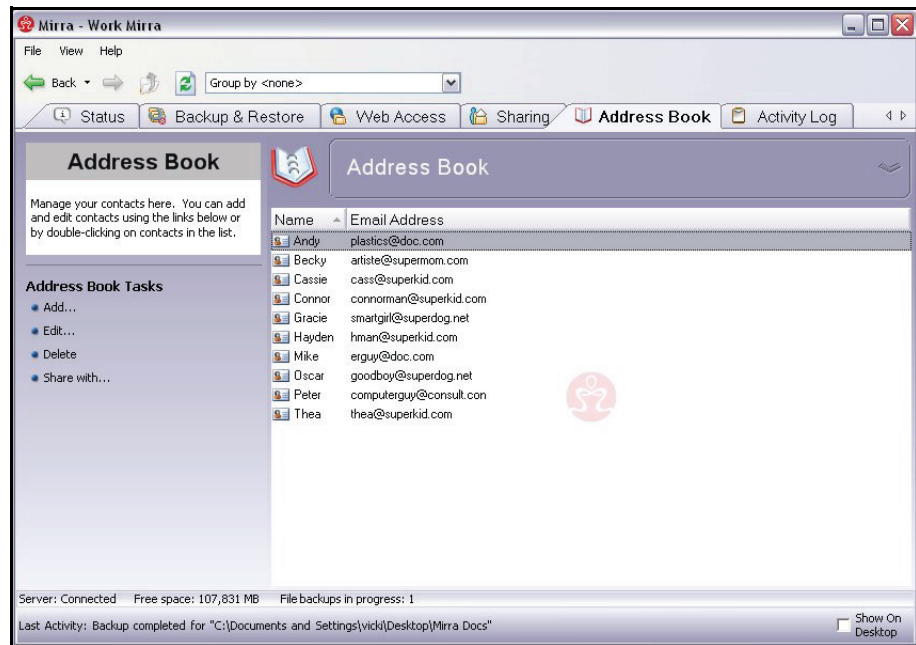 Mirra - Work Mirra
File View Help
Back Group by <none>
Status Backup & Restore Web Access Sharing Address Book Activity Log
Address Book
Manage your contacts here. You can add
and edit contacts using the links below or
by double-clicking on contacts in the list.
Address Book Tasks
Add...
Edit...
Delete
Share with...
Address Book
Name Email Address
Andy plastics@doc.com
Becky artiste@supermom.com
Cassie cass@superkid.com
Connor connorman@superkid.com
Gracie smartgirl@superdog.net
Hayden hman@superkid.com
Mike erguy@doc.com
Oscar goodboy@superdog.net
Peter computerguy@consult.con
Thea thea@superkid.com
Server: Connected Free space: 107,831 MB File backups in progress: 1
Last Activity: Backup completed for "C:\Documents and Settings\vicki\Desktop\Mirra Docs"
Show On
Desktop